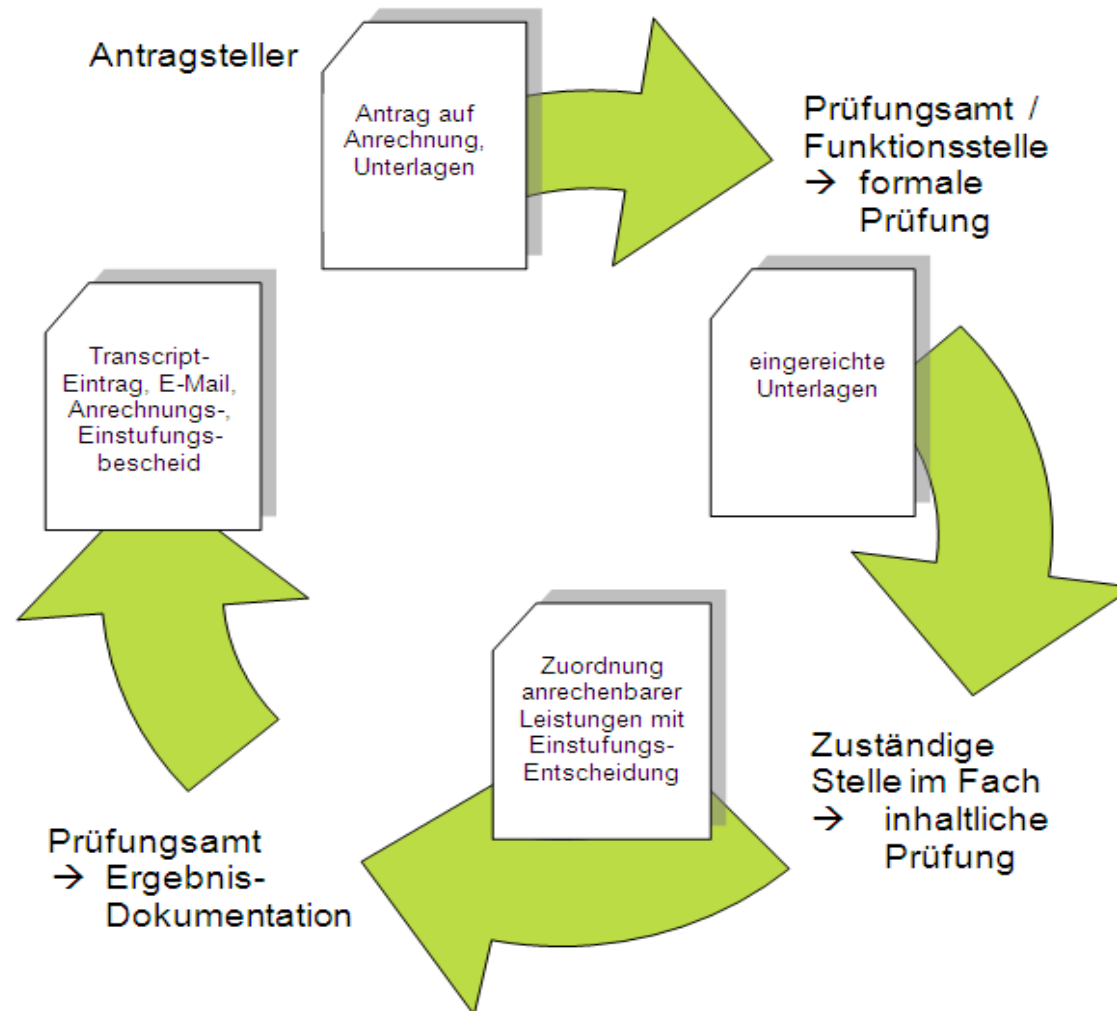 Antragsteller
Antrag auf
Anrechnung,
Unterlagen
Prüfungsamt /
Funktionsstelle
→ formale
Prüfung
eingereichte
Unterlagen
Zuständige
Stelle im Fach
→ inhaltliche
Prüfung
Zuordnung
anrechenbarer
Leistungen mit
Einstufungs-
Entscheidung
Prüfungsamt
→ Ergebnis-
Dokumentation
Transcript-
Eintrag, E-Mail,
Anrechnungs-,
Einstufungs-
bescheid